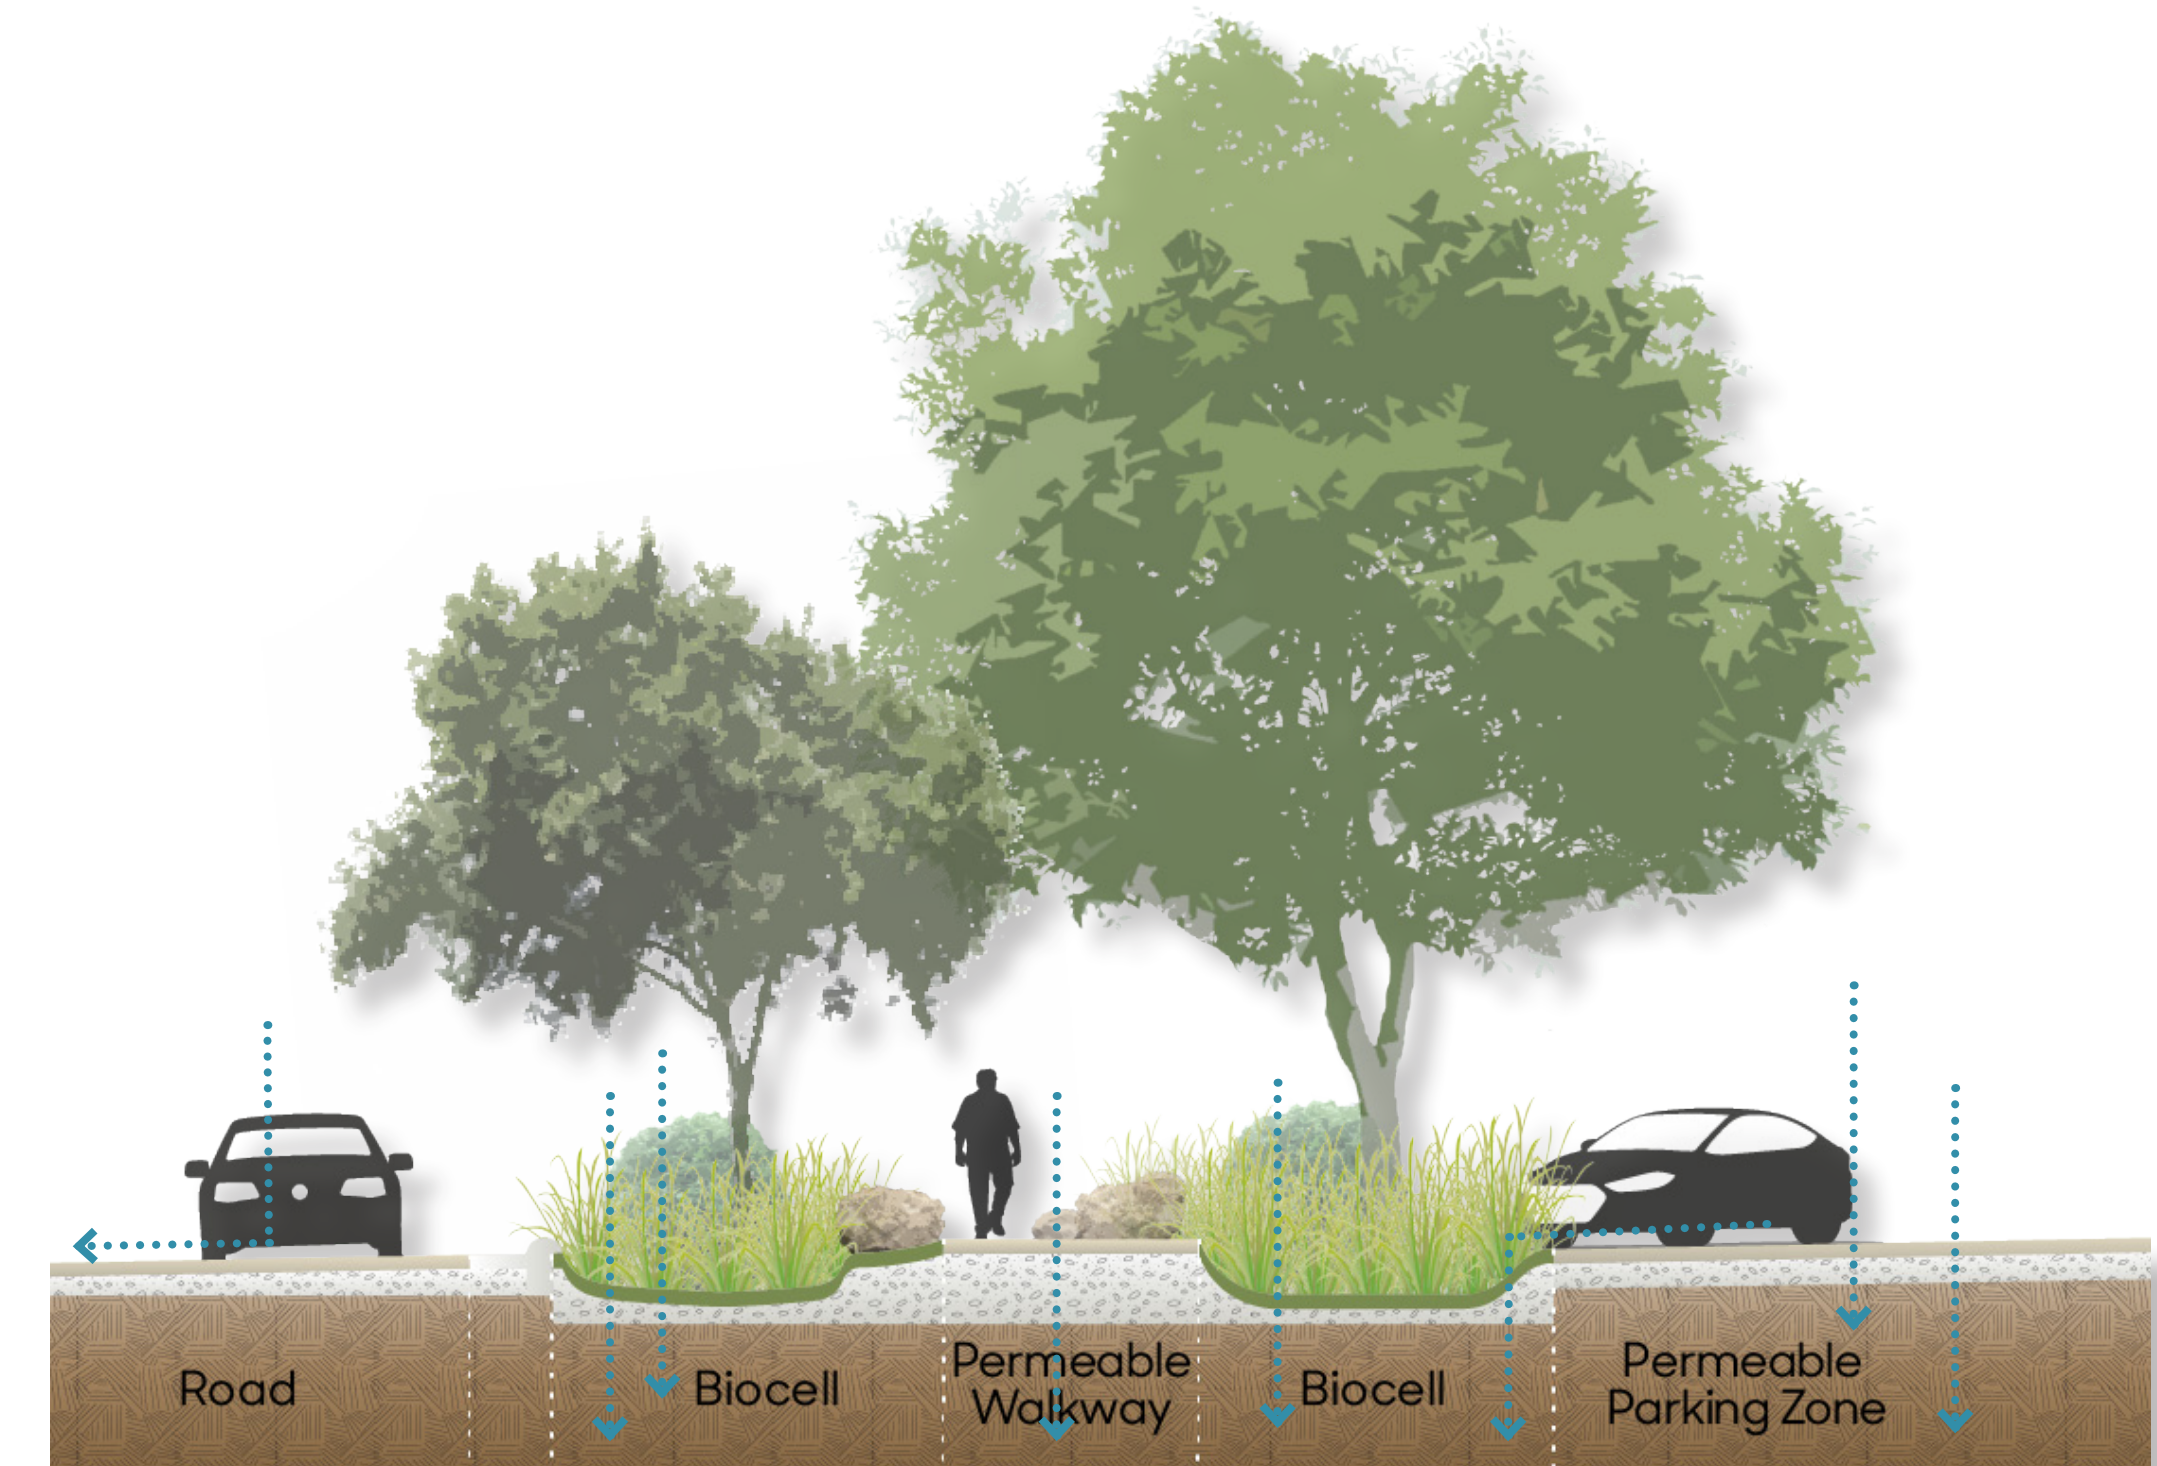 Road
Biocell
Permeable
Walkway
Biocell
Permeable
Parking Zone